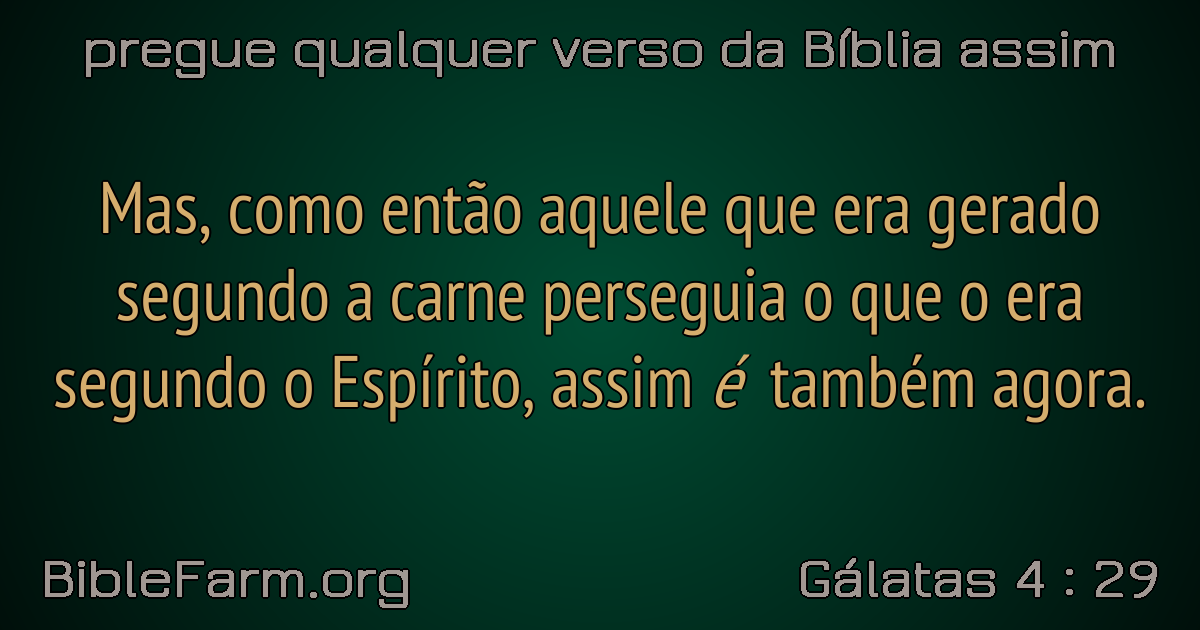 pregue qualquer verso da Bíblia assim
Mas, como então aquele que era gerado
segundo a carne perseguia o que o era
segundo o Espírito, assim é também agora.
BibleFarm.org
Gálatas 4 : 29